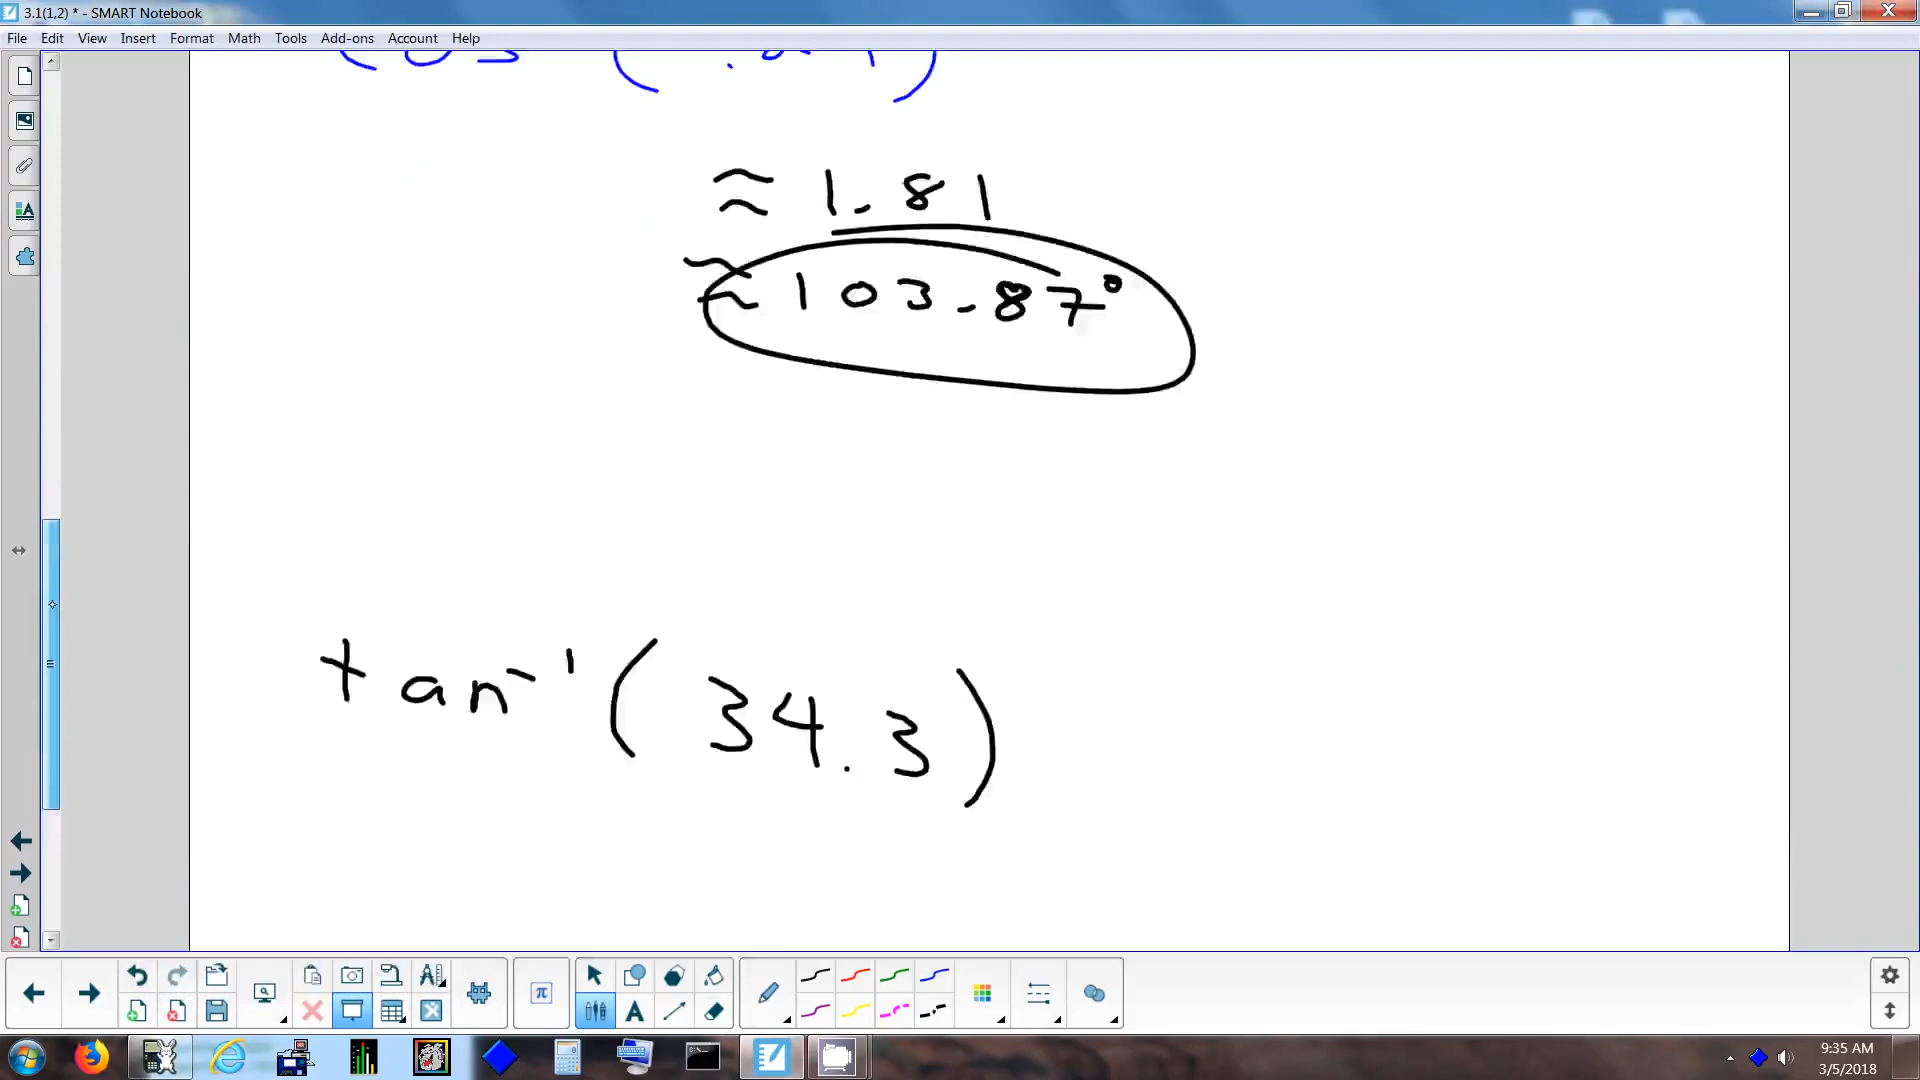 3.1(1,2) * - SMART Notebook
File Edit View Insert Format Math Tools Add-ons Account Help
≈ 1.81
≈ 103.87°
tan⁻¹(34.3)
π
A
9:35 AM
3/5/2018